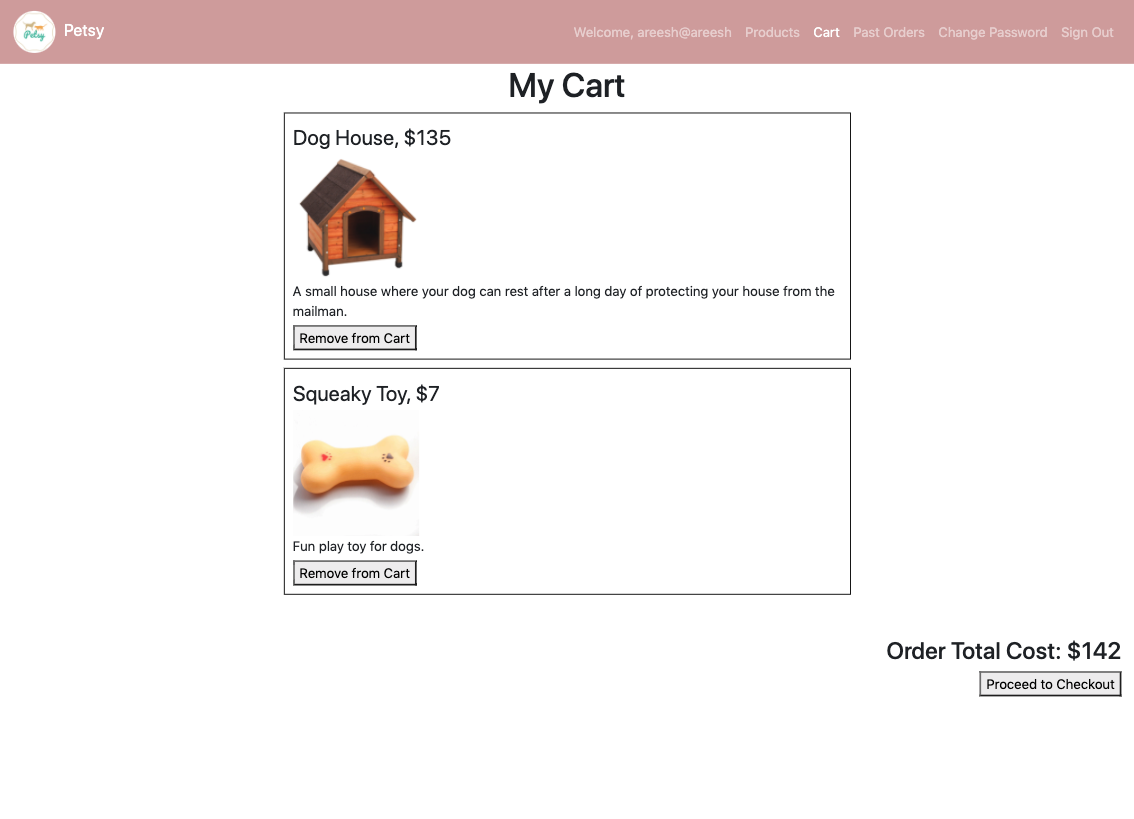 Petsy
Petsy
Welcome, areesh@areesh Products Cart Past Orders Change Password Sign Out
My Cart
Dog House, $135
A small house where your dog can rest after a long day of protecting your house from the
mailman.
Remove from Cart
Squeaky Toy, $7
Fun play toy for dogs.
Remove from Cart
Order Total Cost: $142
Proceed to Checkout